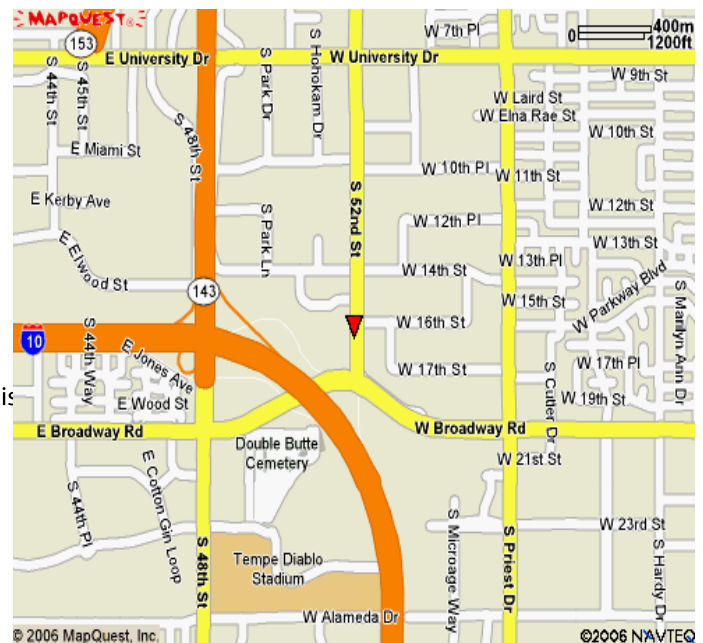 MAPQUEST®
153
E University Dr
W University Dr
W 7th Pl
400m
0
1200ft
S 44th St
S 45th St
S 48th St
S Park Dr
S Hohokam Dr
W 9th St
W Laird St
W Elna Rae St
W 10th St
E Miami St
W 10th Pl
W 11th St
E Kerby Ave
S 52nd St
W 12th St
W 12th Pl
E Elwood St
S Park Ln
W 13th St
W 13th Pl
W 14th St
143
W Parkway Blvd
S Marilyn Ann Dr
W 15th St
W 16th St
10
S 44th Way
E Jones Ave
W 17th St
W 17th Pl
S Cutler Dr
is
E Wood St
W 19th St
E Broadway Rd
W Broadway Rd
Double Butte
Cemetery
W 21st St
S 44th Pl
E Cotton Gin Loop
S 48th St
S Microage Way
S Priest Dr
W 23rd St
S Hardy Dr
Tempe Diablo
Stadium
W Alameda Dr
© 2006 MapQuest, Inc.
©2006 NAVTEQ